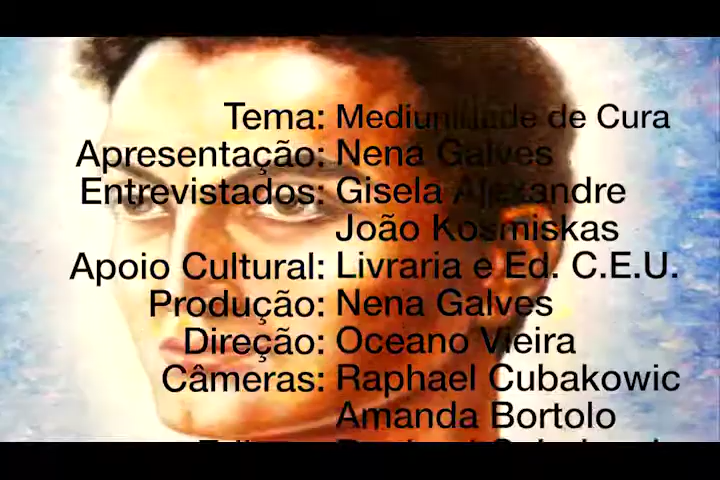 Tema: Mediunidade de Cura
Apresentação: Nena Galves
Entrevistados: Gisela Alexandre
João Kosmiskas
Apoio Cultural: Livraria e Ed. C.E.U.
Produção: Nena Galves
Direção: Oceano Vieira
Câmeras: Raphael Cubakowic
Amanda Bortolo